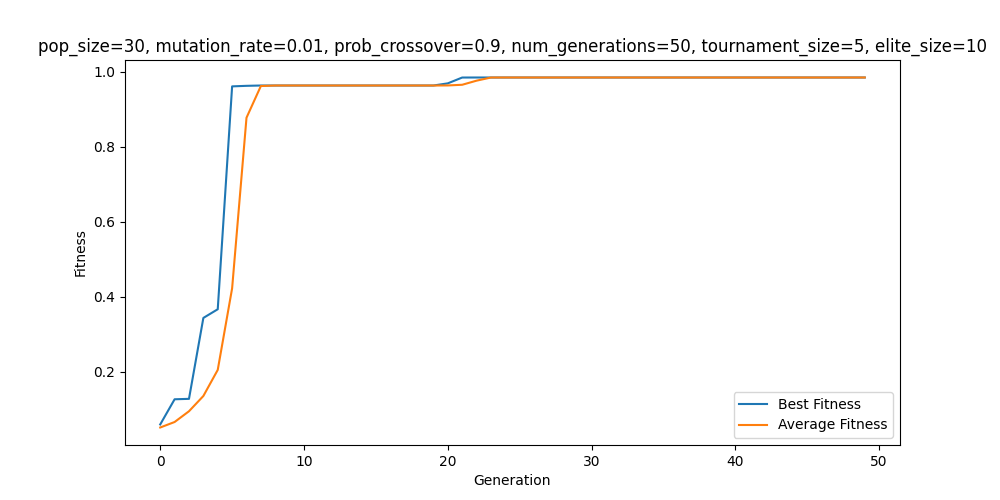 pop_size=30, mutation_rate=0.01, prob_crossover=0.9, num_generations=50, tournament_size=5, elite_size=10
1.0
0.8
0.6
0.4
0.2
Fitness
Best Fitness
Average Fitness
0 10 20 30 40 50
Generation